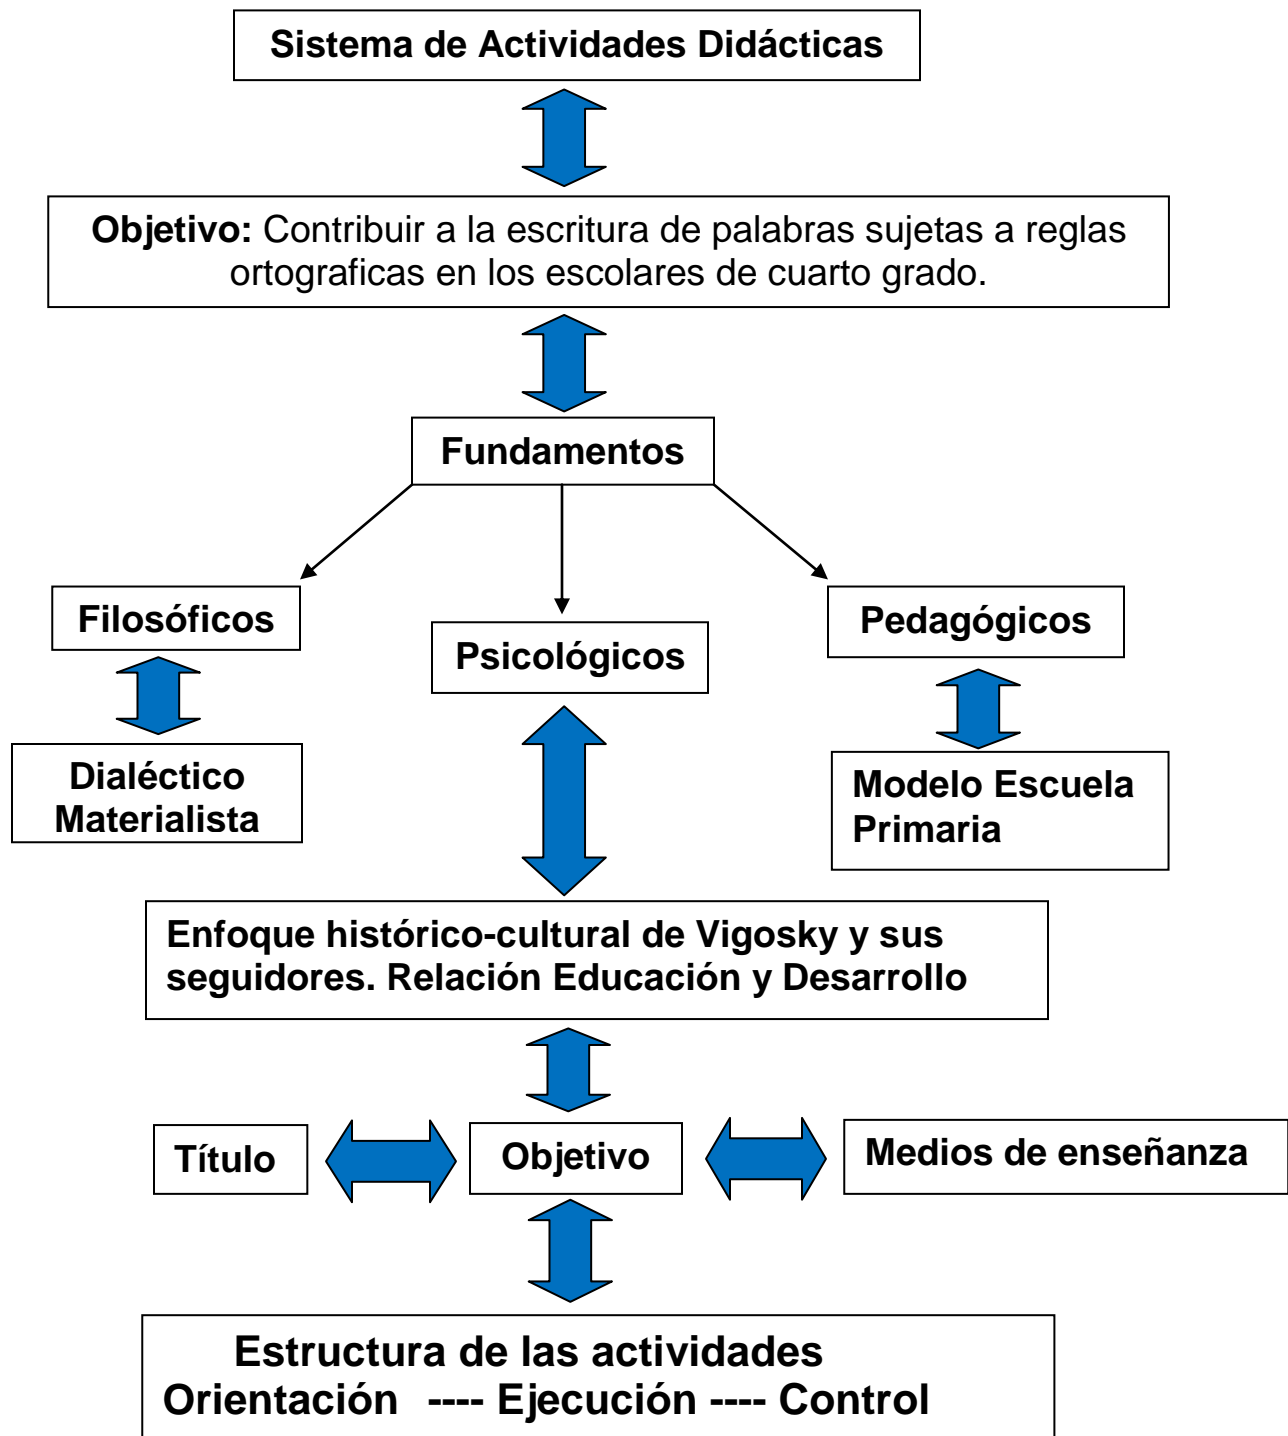 Sistema de Actividades Didácticas
Objetivo: Contribuir a la escritura de palabras sujetas a reglas
ortograficas en los escolares de cuarto grado.
Fundamentos
Filosóficos
Psicológicos
Pedagógicos
Dialéctico
Materialista
Modelo Escuela
Primaria
Enfoque histórico-cultural de Vigosky y sus
seguidores. Relación Educación y Desarrollo
Título
Objetivo
Medios de enseñanza
Estructura de las actividades
Orientación ---- Ejecución ---- Control